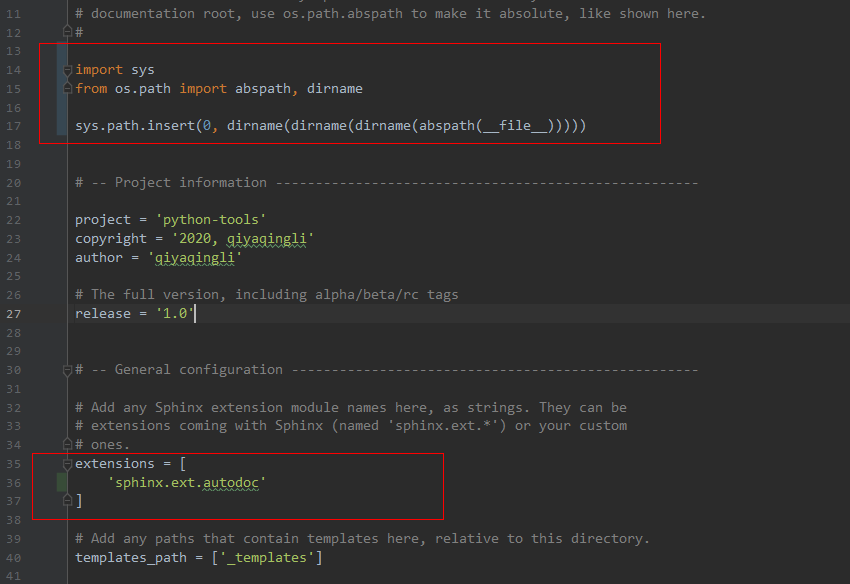 11 # documentation root, use os.path.abspath to make it absolute, like shown here.
12 #
13
14 import sys
15 from os.path import abspath, dirname
16
17 sys.path.insert(0, dirname(dirname(dirname(abspath(__file__)))))
18
19
20 # -- Project information -----------------------------------------------------
21
22 project = 'python-tools'
23 copyright = '2020, qiyaqingli'
24 author = 'qiyaqingli'
25
26 # The full version, including alpha/beta/rc tags
27 release = '1.0'
28
29
30 # -- General configuration ---------------------------------------------------
31
32 # Add any Sphinx extension module names here, as strings. They can be
33 # extensions coming with Sphinx (named 'sphinx.ext.*') or your custom
34 # ones.
35 extensions = [
36     'sphinx.ext.autodoc'
37 ]
38
39 # Add any paths that contain templates here, relative to this directory.
40 templates_path = ['_templates']
41